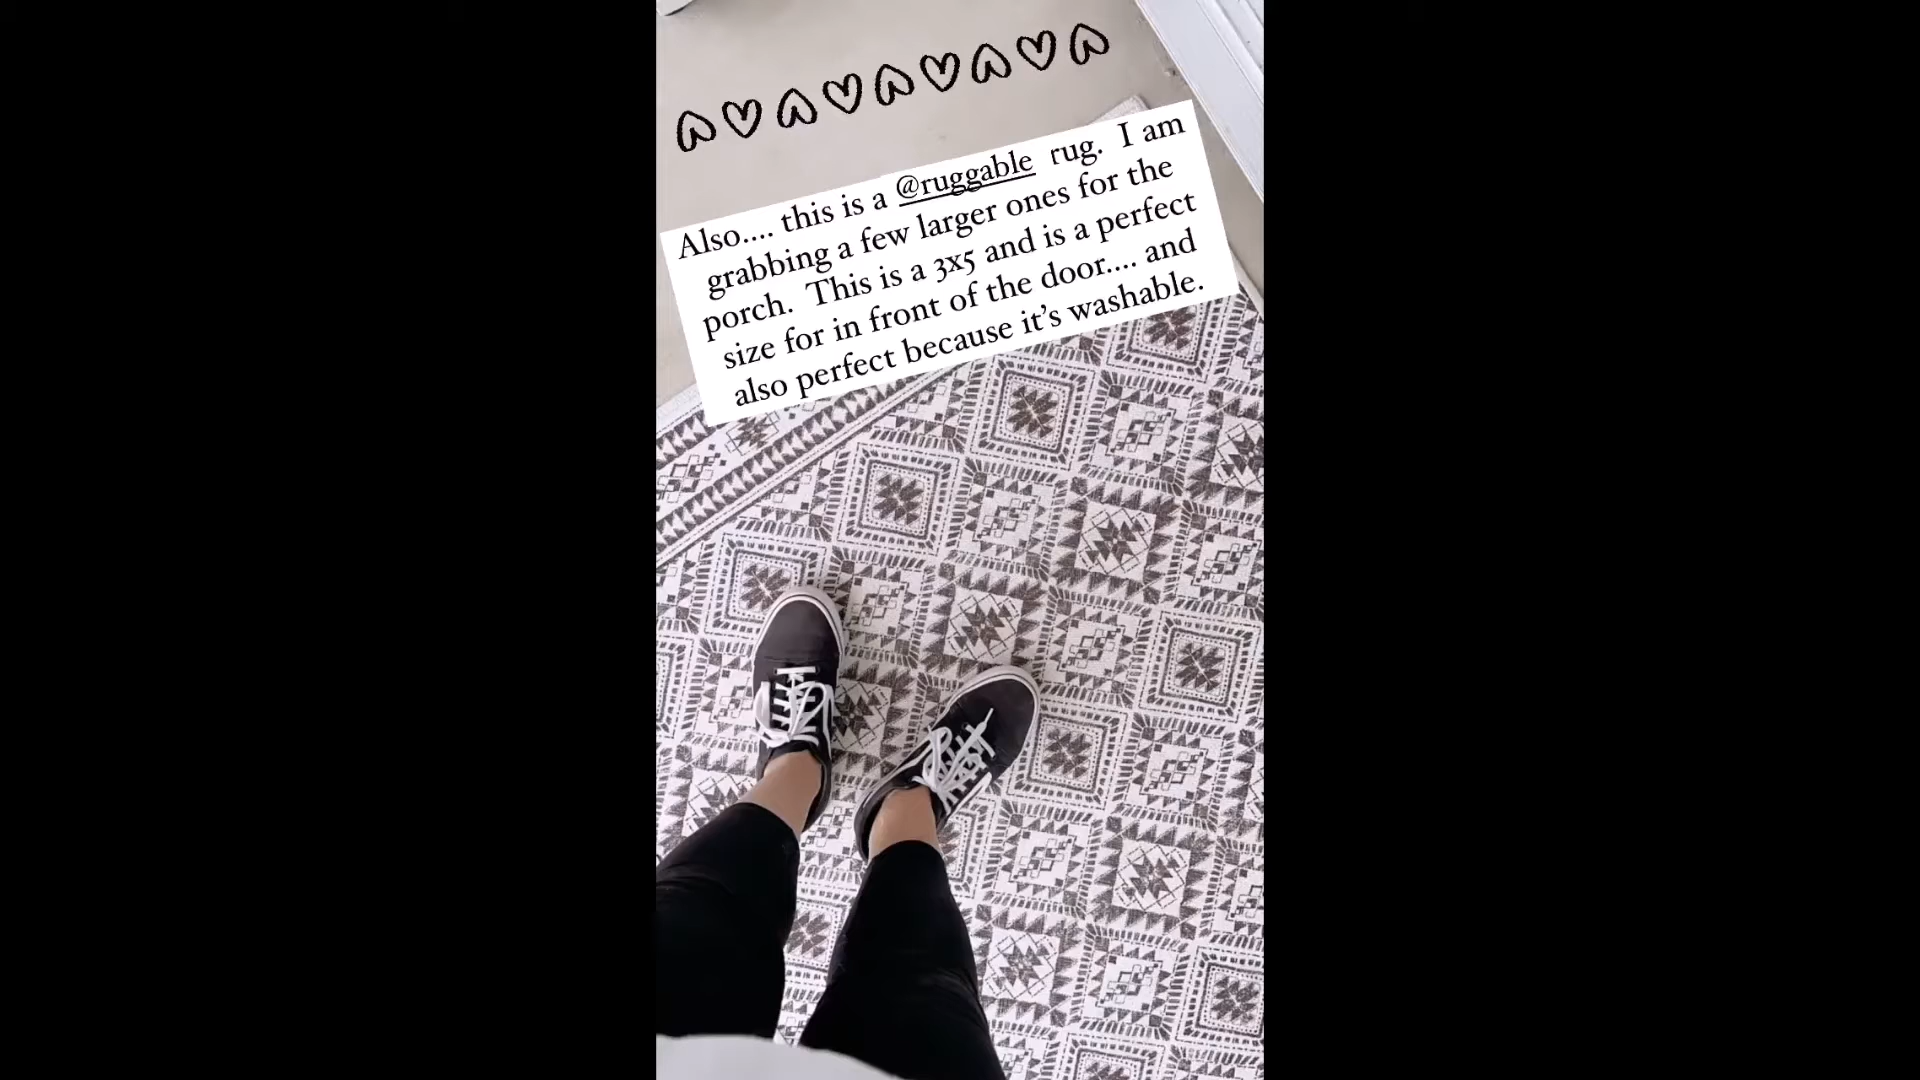 Also.... this is a @ruggable rug. I am
grabbing a few larger ones for the
porch. This is a 3x5 and is a perfect
size for in front of the door.... and
also perfect because it's washable.